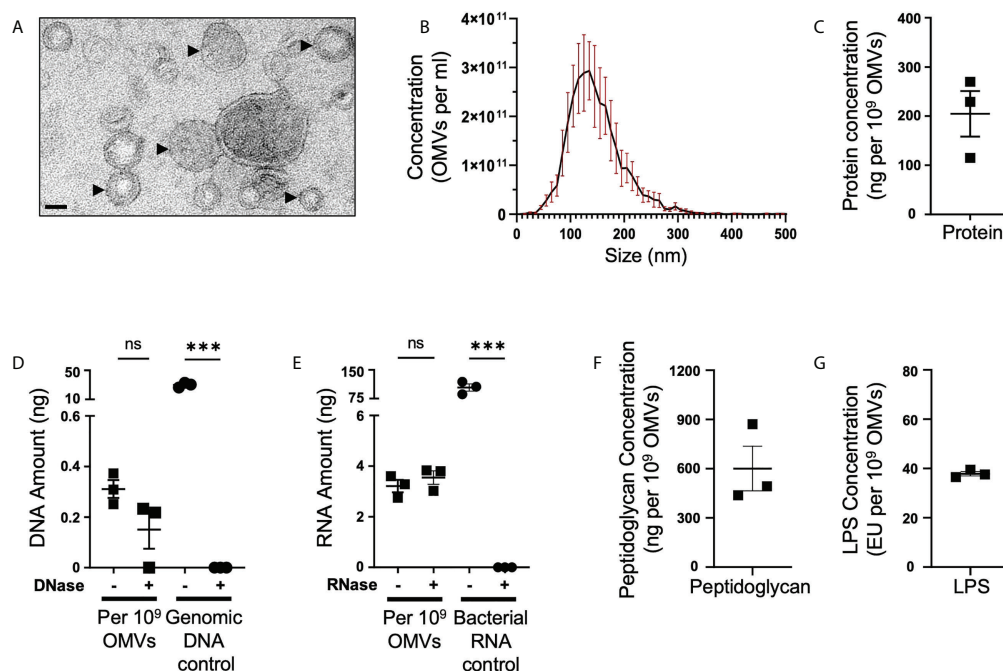 A
B
Concentration
(OMVs per ml)
4×10¹¹
3×10¹¹
2×10¹¹
1×10¹¹
0
0 100 200 300 400 500
Size (nm)
C
Protein concentration
(ng per 10⁹ OMVs)
400
300
200
100
0
Protein
D
DNA Amount (ng)
ns ***
50
10
0.6
0.4
0.2
0
DNase - + - +
Per 10⁹ Genomic
OMVs DNA
control
E
RNA Amount (ng)
ns ***
150
75
6
4
2
0
RNase - + - +
Per 10⁹ Bacterial
OMVs RNA
control
F
Peptidoglycan Concentration
(ng per 10⁹ OMVs)
1200
900
600
300
0
Peptidoglycan
G
LPS Concentration
(EU per 10⁹ OMVs)
80
60
40
20
0
LPS